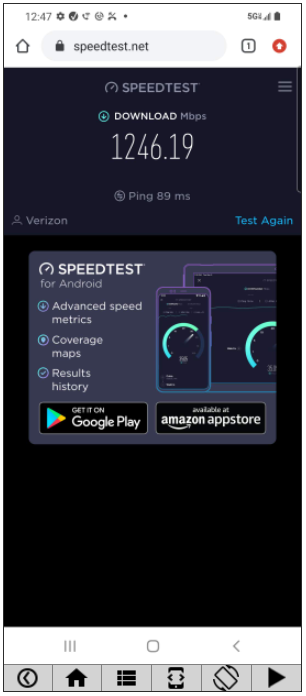 12:47
5G
speedtest.net
1
SPEEDTEST
DOWNLOAD Mbps
1246.19
Ping 89 ms
Verizon
Test Again
SPEEDTEST
for Android
Advanced speed
metrics
Coverage
maps
Results
history
GET IT ON
Google Play
available at
amazon appstore